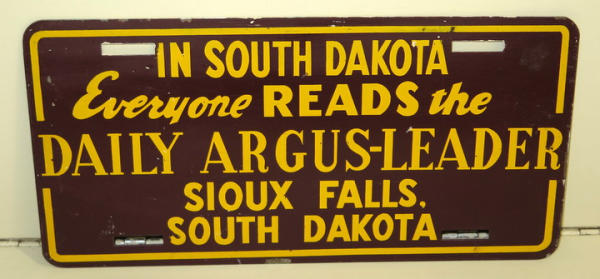 IN SOUTH DAKOTA
Everyone READS the
DAILY ARGUS-LEADER
SIOUX FALLS,
SOUTH DAKOTA